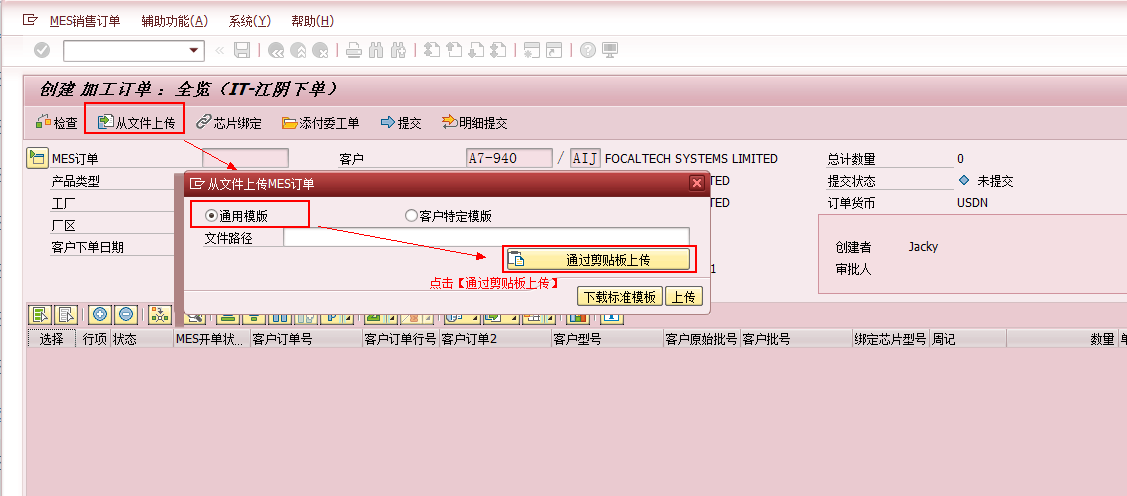 MES销售订单 辅助功能(A) 系统(Y) 帮助(H)
创建 加工订单 ：全览（IT-江阴下单）
检查 从文件上传 芯片绑定 添付委工单 提交 明细提交
MES订单 客户 A7-940 / AIJ FOCALTECH SYSTEMS LIMITED 总计数量 0
产品类型 TED 提交状态 未提交
工厂 TED 订单货币 USDN
厂区
客户下单日期
创建者 Jacky
1 审批人
从文件上传MES订单
通用模版 客户特定模版
文件路径
通过剪贴板上传
点击【通过剪贴板上传】
下载标准模板 上传
选择 行项 状态 MES开单状... 客户订单号 客户订单行号 客户订单2 客户型号 客户原始批号 客户批号 绑定芯片型号 周记 数量